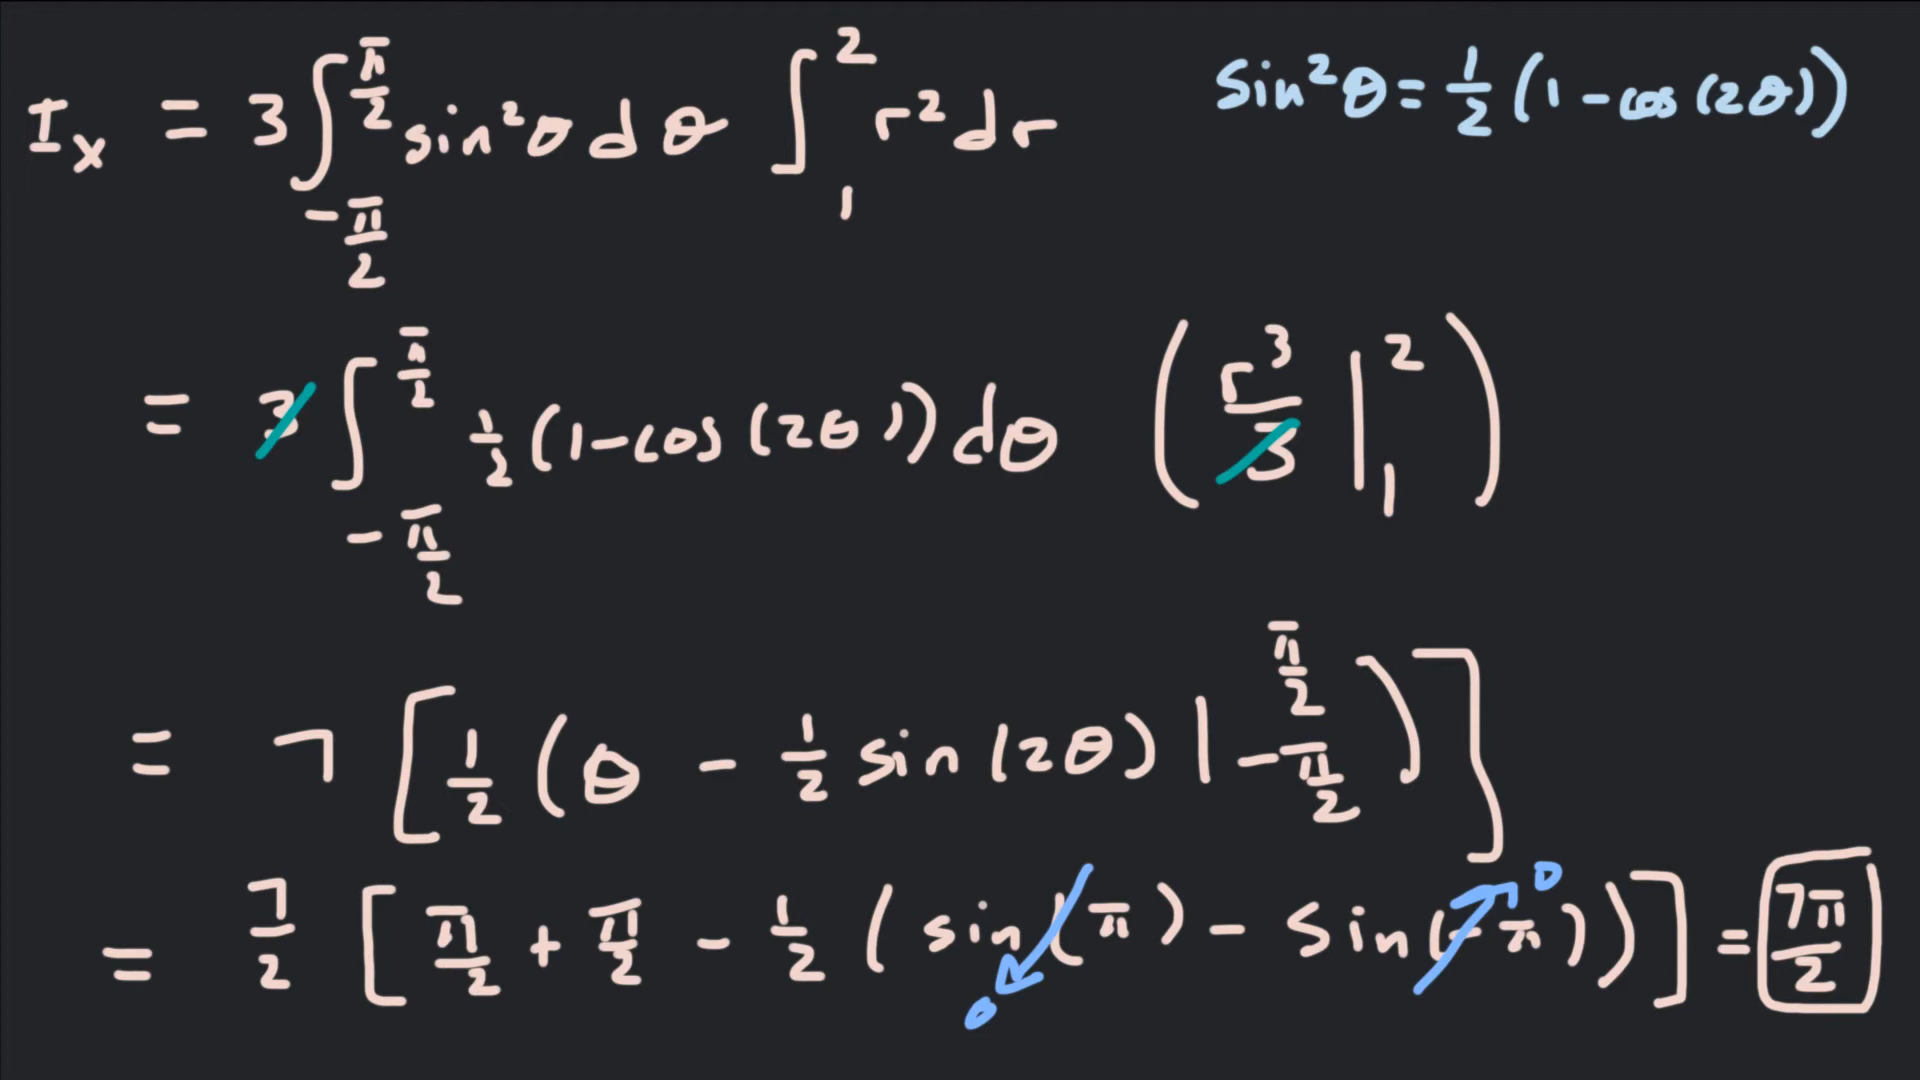 I_x = 3 ∫_{-π/2}^{π/2} sin²θ dθ ∫_1^2 r² dr
Sin²θ = 1/2 (1 - cos(2θ))
= 3 ∫_{-π/2}^{π/2} 1/2 (1 - cos(2θ)) dθ ( r³/3 |_1^2 )
= 7 [ 1/2 ( θ - 1/2 sin(2θ) |_{-π/2}^{π/2} ) ]
= 7/2 [ π/2 + π/2 - 1/2 ( sin(π) - Sin(-π) ) ] = 7π/2
0
0